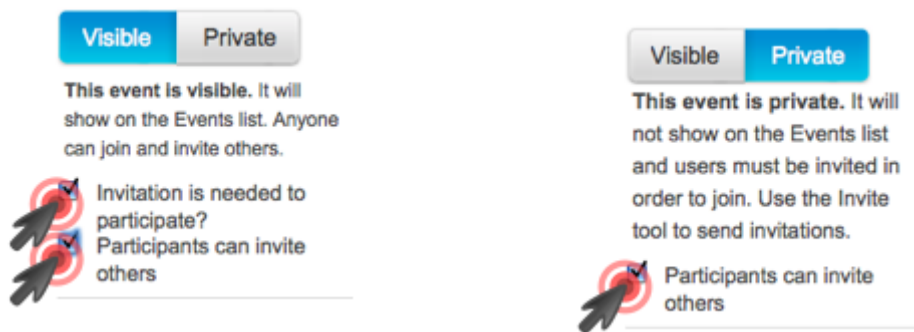 Visible Private
This event is visible. It will
show on the Events list. Anyone
can join and invite others.
Invitation is needed to
participate?
Participants can invite
others
Visible Private
This event is private. It will
not show on the Events list
and users must be invited in
order to join. Use the Invite
tool to send invitations.
Participants can invite
others